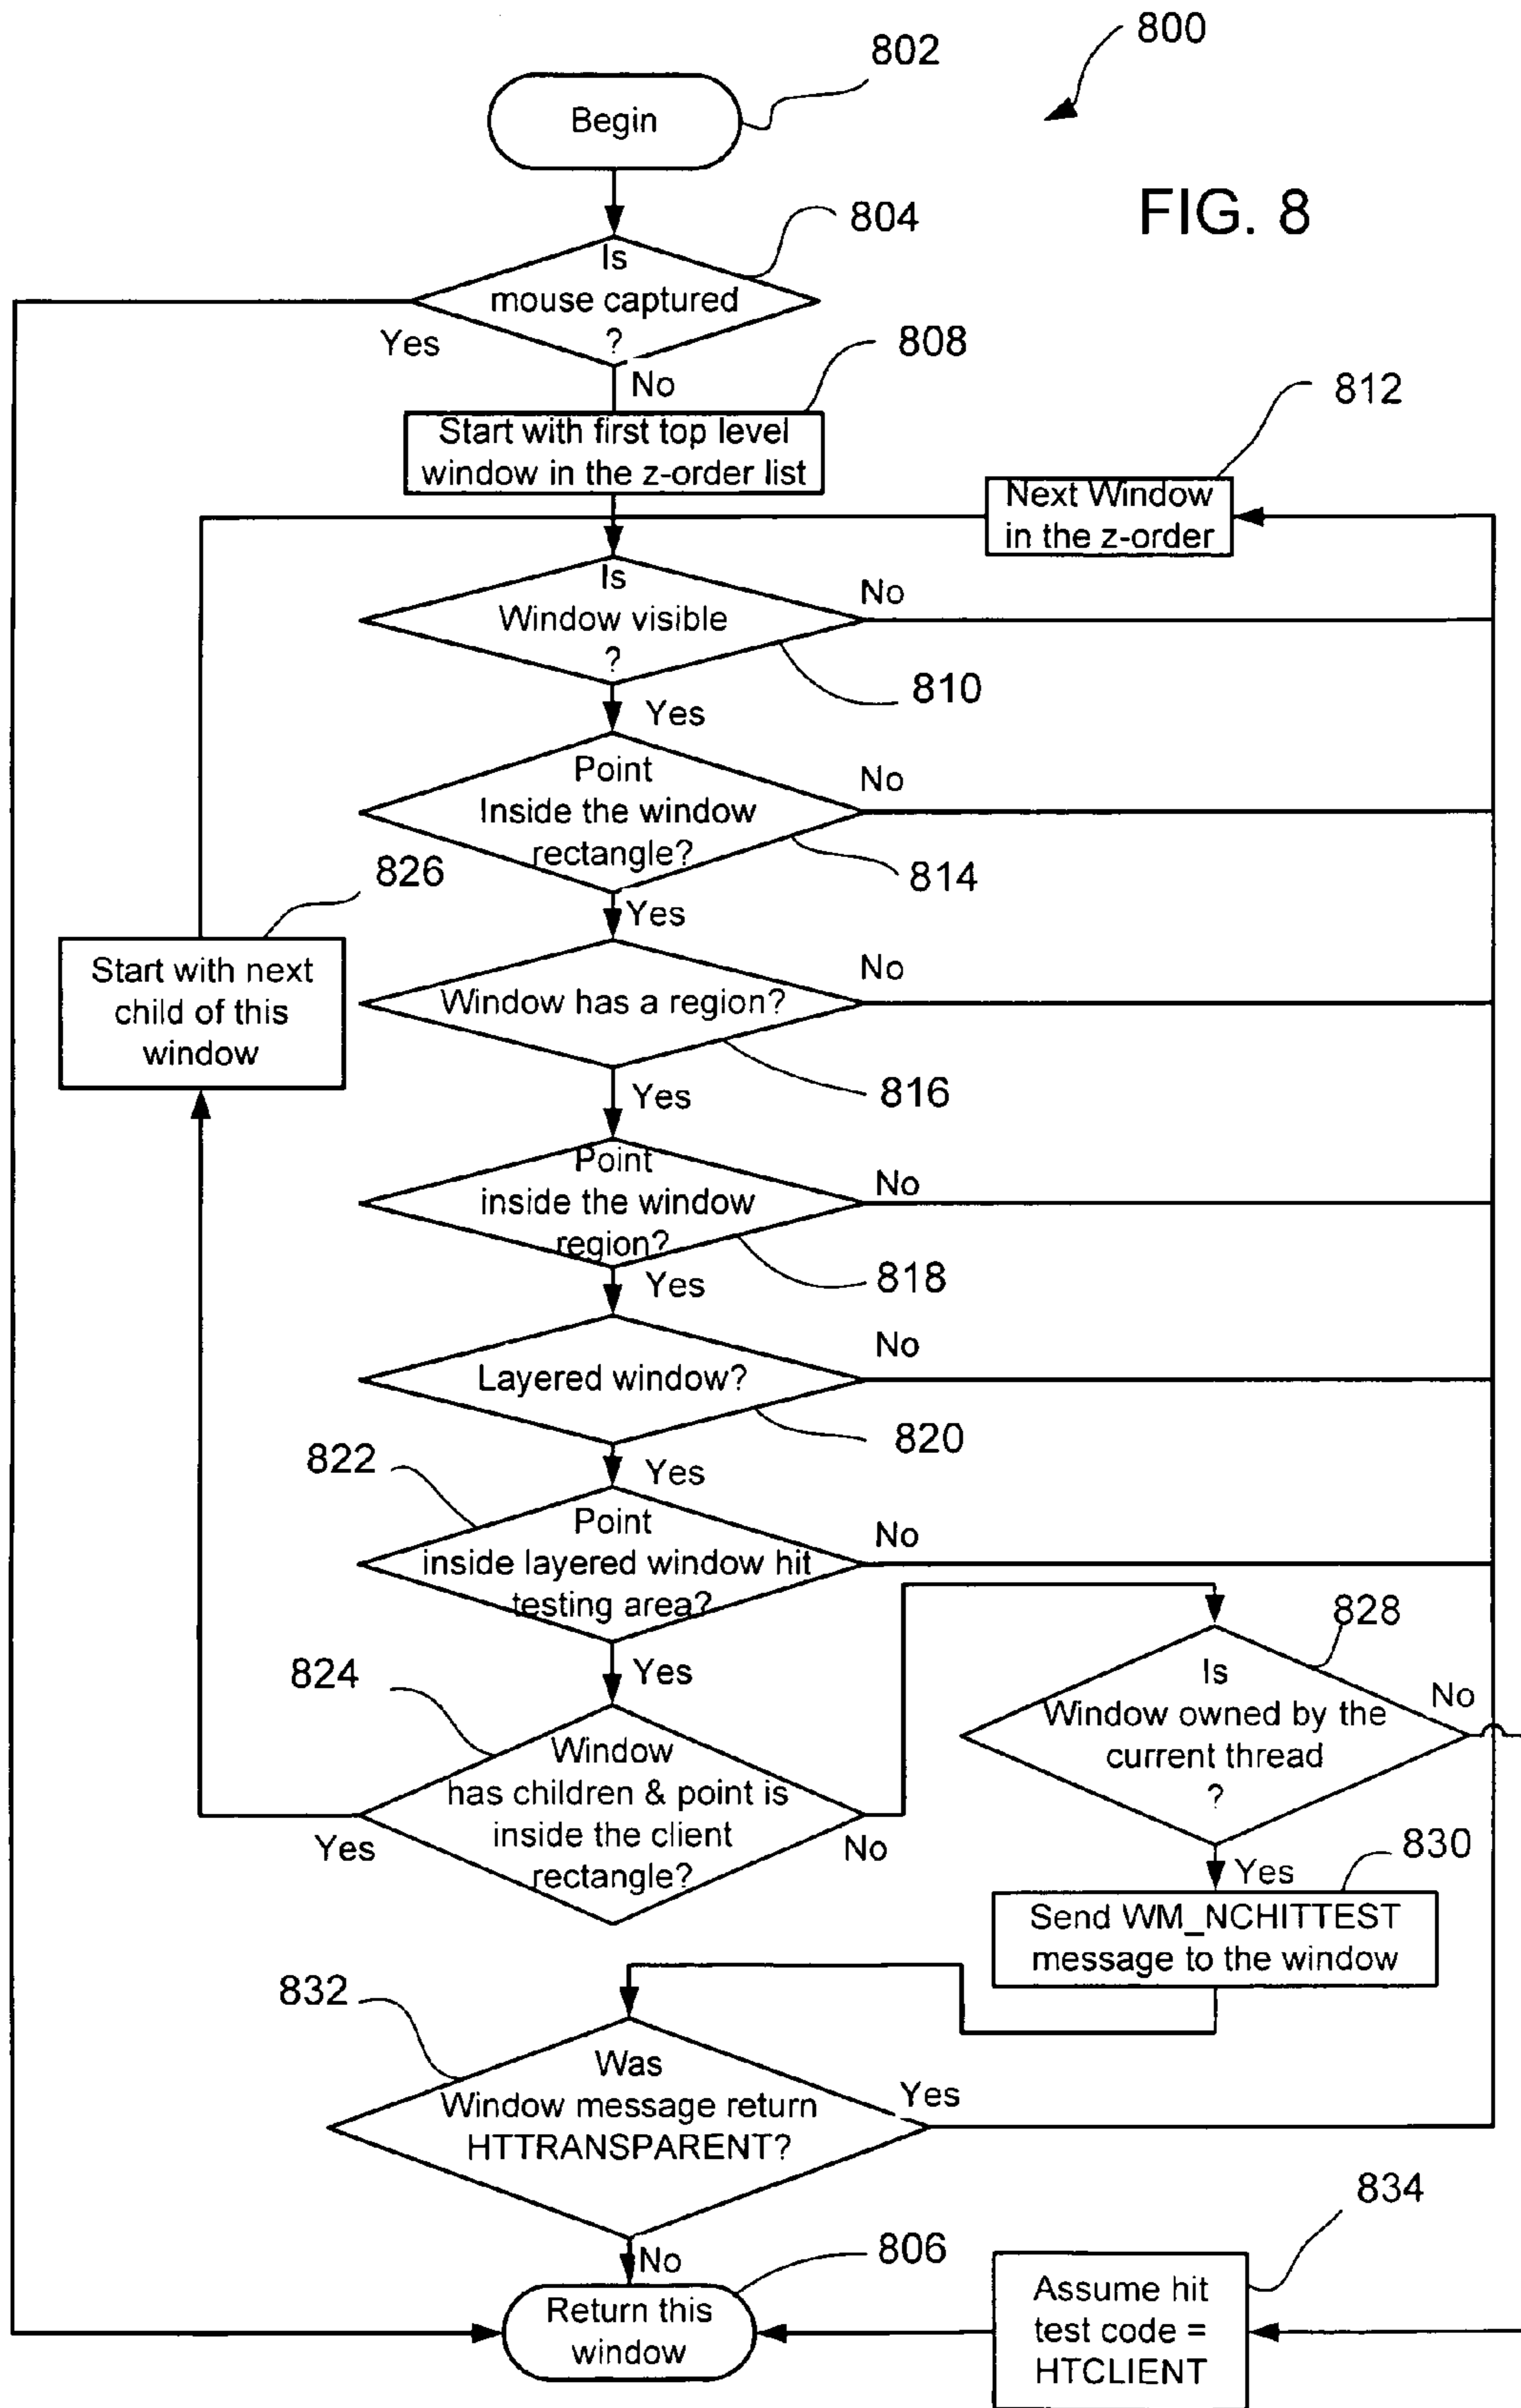 800
802
Begin
FIG. 8
804
Is
mouse captured
?
Yes
No
808
Start with first top level
window in the z-order list
812
Next Window
in the z-order
Is
Window visible
?
No
810
Yes
Point
Inside the window
rectangle?
No
814
Yes
826
Start with next
child of this
window
Window has a region?
No
816
Yes
Point
inside the window
region?
No
818
Yes
Layered window?
No
820
Yes
822
Point
inside layered window hit
testing area?
No
Yes
824
Window
has children & point is
inside the client
rectangle?
Yes
No
828
Is
Window owned by the
current thread
?
No
Yes
830
Send WM_NCHITTEST
message to the window
832
Was
Window message return
HTTRANSPARENT?
Yes
No
806
Return this
window
834
Assume hit
test code =
HTCLIENT